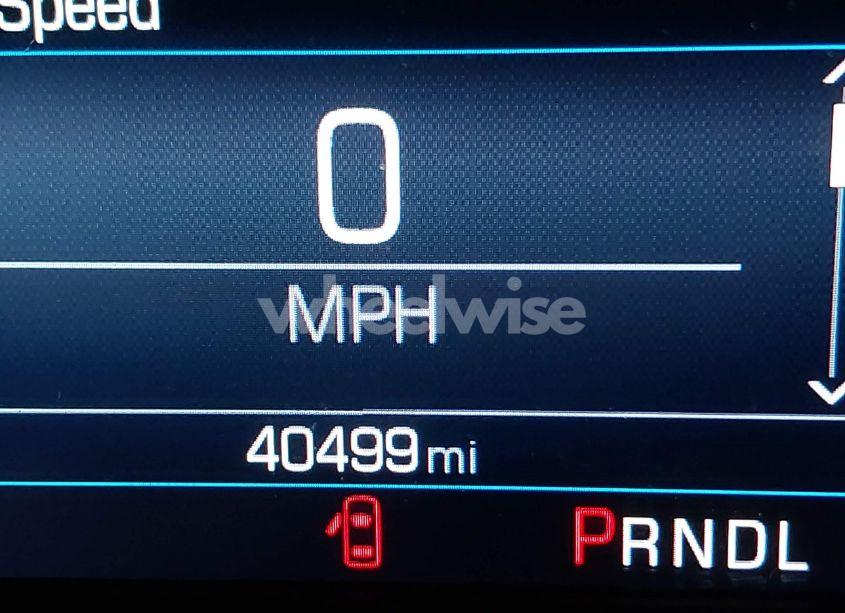 Speed
0
MPH
wheelwise
40499 mi
PRNDL